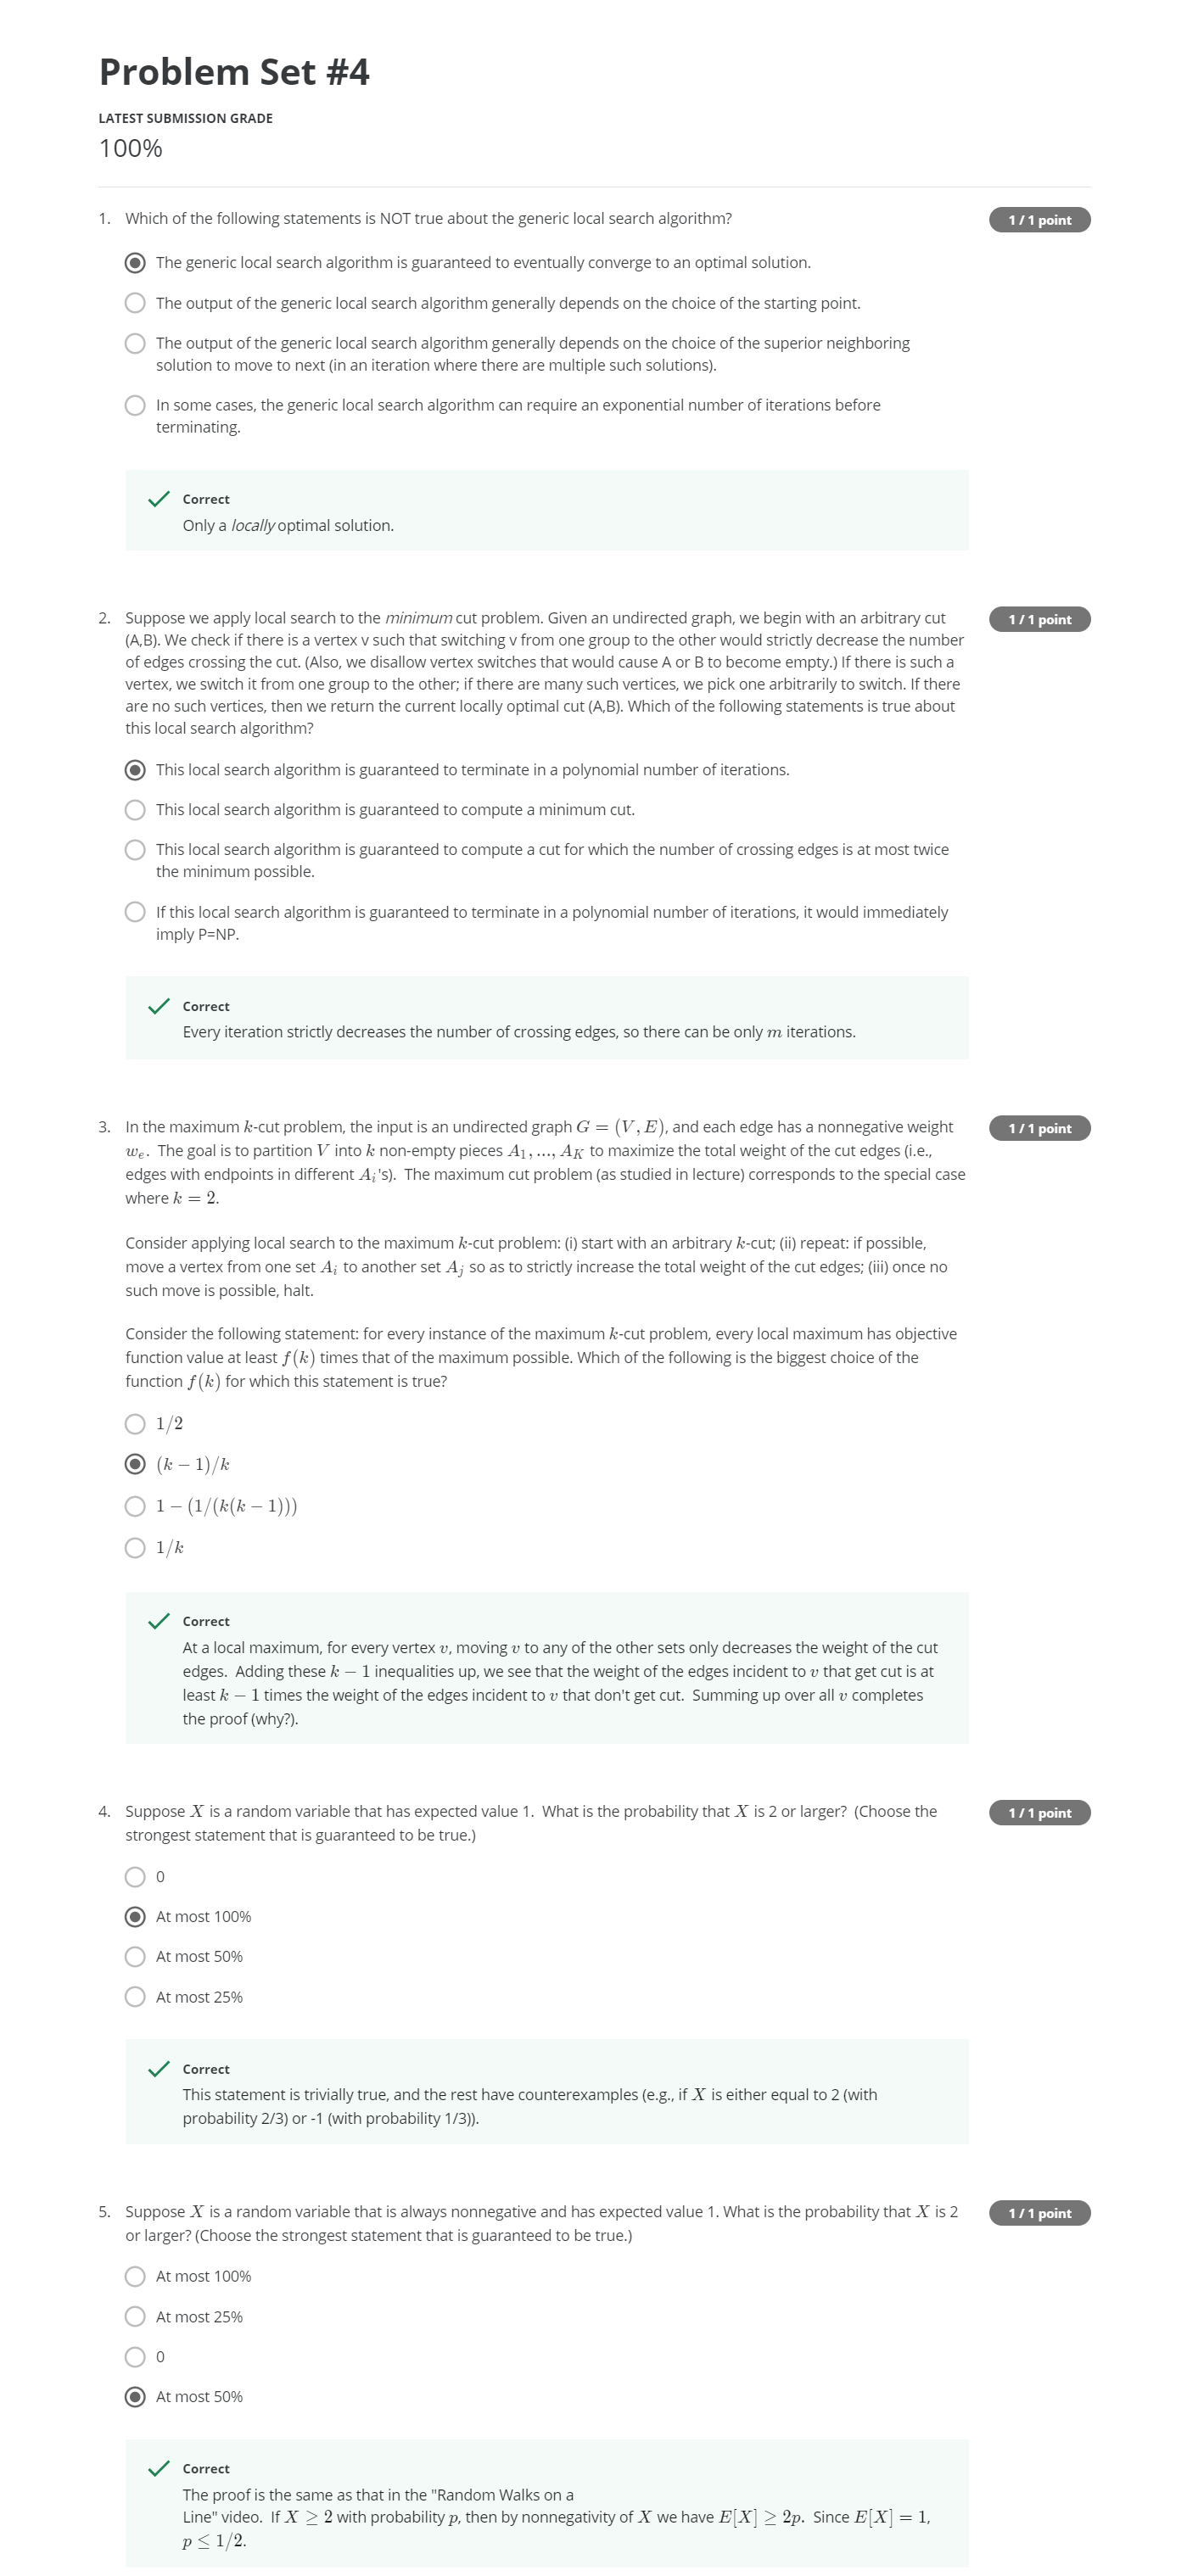 Problem Set #4
LATEST SUBMISSION GRADE
100%
1. Which of the following statements is NOT true about the generic local search algorithm?
1 / 1 point
The generic local search algorithm is guaranteed to eventually converge to an optimal solution.
The output of the generic local search algorithm generally depends on the choice of the starting point.
The output of the generic local search algorithm generally depends on the choice of the superior neighboring
solution to move to next (in an iteration where there are multiple such solutions).
In some cases, the generic local search algorithm can require an exponential number of iterations before
terminating.
Correct
Only a locally optimal solution.
2. Suppose we apply local search to the minimum cut problem. Given an undirected graph, we begin with an arbitrary cut
1 / 1 point
(A,B). We check if there is a vertex v such that switching v from one group to the other would strictly decrease the number
of edges crossing the cut. (Also, we disallow vertex switches that would cause A or B to become empty.) If there is such a
vertex, we switch it from one group to the other; if there are many such vertices, we pick one arbitrarily to switch. If there
are no such vertices, then we return the current locally optimal cut (A,B). Which of the following statements is true about
this local search algorithm?
This local search algorithm is guaranteed to terminate in a polynomial number of iterations.
This local search algorithm is guaranteed to compute a minimum cut.
This local search algorithm is guaranteed to compute a cut for which the number of crossing edges is at most twice
the minimum possible.
If this local search algorithm is guaranteed to terminate in a polynomial number of iterations, it would immediately
imply P=NP.
Correct
Every iteration strictly decreases the number of crossing edges, so there can be only m iterations.
3. In the maximum k-cut problem, the input is an undirected graph G = (V, E), and each edge has a nonnegative weight
1 / 1 point
wₑ. The goal is to partition V into k non-empty pieces A₁, ..., A_K to maximize the total weight of the cut edges (i.e.,
edges with endpoints in different Aᵢ's). The maximum cut problem (as studied in lecture) corresponds to the special case
where k = 2.
Consider applying local search to the maximum k-cut problem: (i) start with an arbitrary k-cut; (ii) repeat: if possible,
move a vertex from one set Aᵢ to another set Aⱼ so as to strictly increase the total weight of the cut edges; (iii) once no
such move is possible, halt.
Consider the following statement: for every instance of the maximum k-cut problem, every local maximum has objective
function value at least f(k) times that of the maximum possible. Which of the following is the biggest choice of the
function f(k) for which this statement is true?
1/2
(k − 1)/k
1 − (1/(k(k − 1)))
1/k
Correct
At a local maximum, for every vertex v, moving v to any of the other sets only decreases the weight of the cut
edges. Adding these k − 1 inequalities up, we see that the weight of the edges incident to v that get cut is at
least k − 1 times the weight of the edges incident to v that don't get cut. Summing up over all v completes
the proof (why?).
4. Suppose X is a random variable that has expected value 1. What is the probability that X is 2 or larger? (Choose the
1 / 1 point
strongest statement that is guaranteed to be true.)
0
At most 100%
At most 50%
At most 25%
Correct
This statement is trivially true, and the rest have counterexamples (e.g., if X is either equal to 2 (with
probability 2/3) or -1 (with probability 1/3)).
5. Suppose X is a random variable that is always nonnegative and has expected value 1. What is the probability that X is 2
1 / 1 point
or larger? (Choose the strongest statement that is guaranteed to be true.)
At most 100%
At most 25%
0
At most 50%
Correct
The proof is the same as that in the "Random Walks on a
Line" video. If X ≥ 2 with probability p, then by nonnegativity of X we have E[X] ≥ 2p. Since E[X] = 1,
p ≤ 1/2.